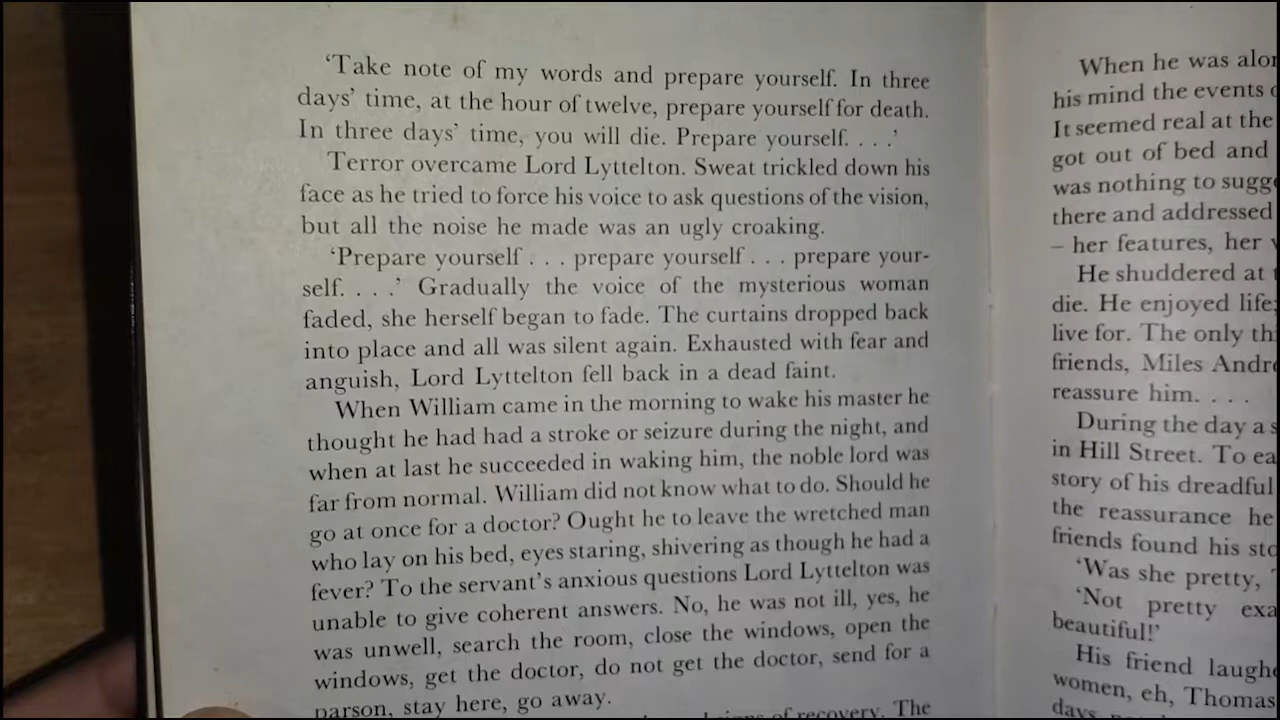 ‘Take note of my words and prepare yourself. In three
days’ time, at the hour of twelve, prepare yourself for death.
In three days’ time, you will die. Prepare yourself. . . .’
Terror overcame Lord Lyttelton. Sweat trickled down his
face as he tried to force his voice to ask questions of the vision,
but all the noise he made was an ugly croaking.
‘Prepare yourself . . . prepare yourself . . . prepare your-
self. . . .’ Gradually the voice of the mysterious woman
faded, she herself began to fade. The curtains dropped back
into place and all was silent again. Exhausted with fear and
anguish, Lord Lyttelton fell back in a dead faint.
When William came in the morning to wake his master he
thought he had had a stroke or seizure during the night, and
when at last he succeeded in waking him, the noble lord was
far from normal. William did not know what to do. Should he
go at once for a doctor? Ought he to leave the wretched man
who lay on his bed, eyes staring, shivering as though he had a
fever? To the servant’s anxious questions Lord Lyttelton was
unable to give coherent answers. No, he was not ill, yes, he
was unwell, search the room, close the windows, open the
windows, get the doctor, do not get the doctor, send for a
parson, stay here, go away.
of recovery. The
When he was
his mind the events
It seemed real at the
got out of bed and
was nothing to
there and addressed
– her features, her
He shuddered at
die. He enjoyed life;
live for. The only
friends, Miles
reassure him. . . .
During the day a
in Hill Street. To
story of his dreadful
the reassurance he
friends found his
‘Was she pretty,
‘Not pretty
beautiful!’
His friend
women, eh, Thomas
days